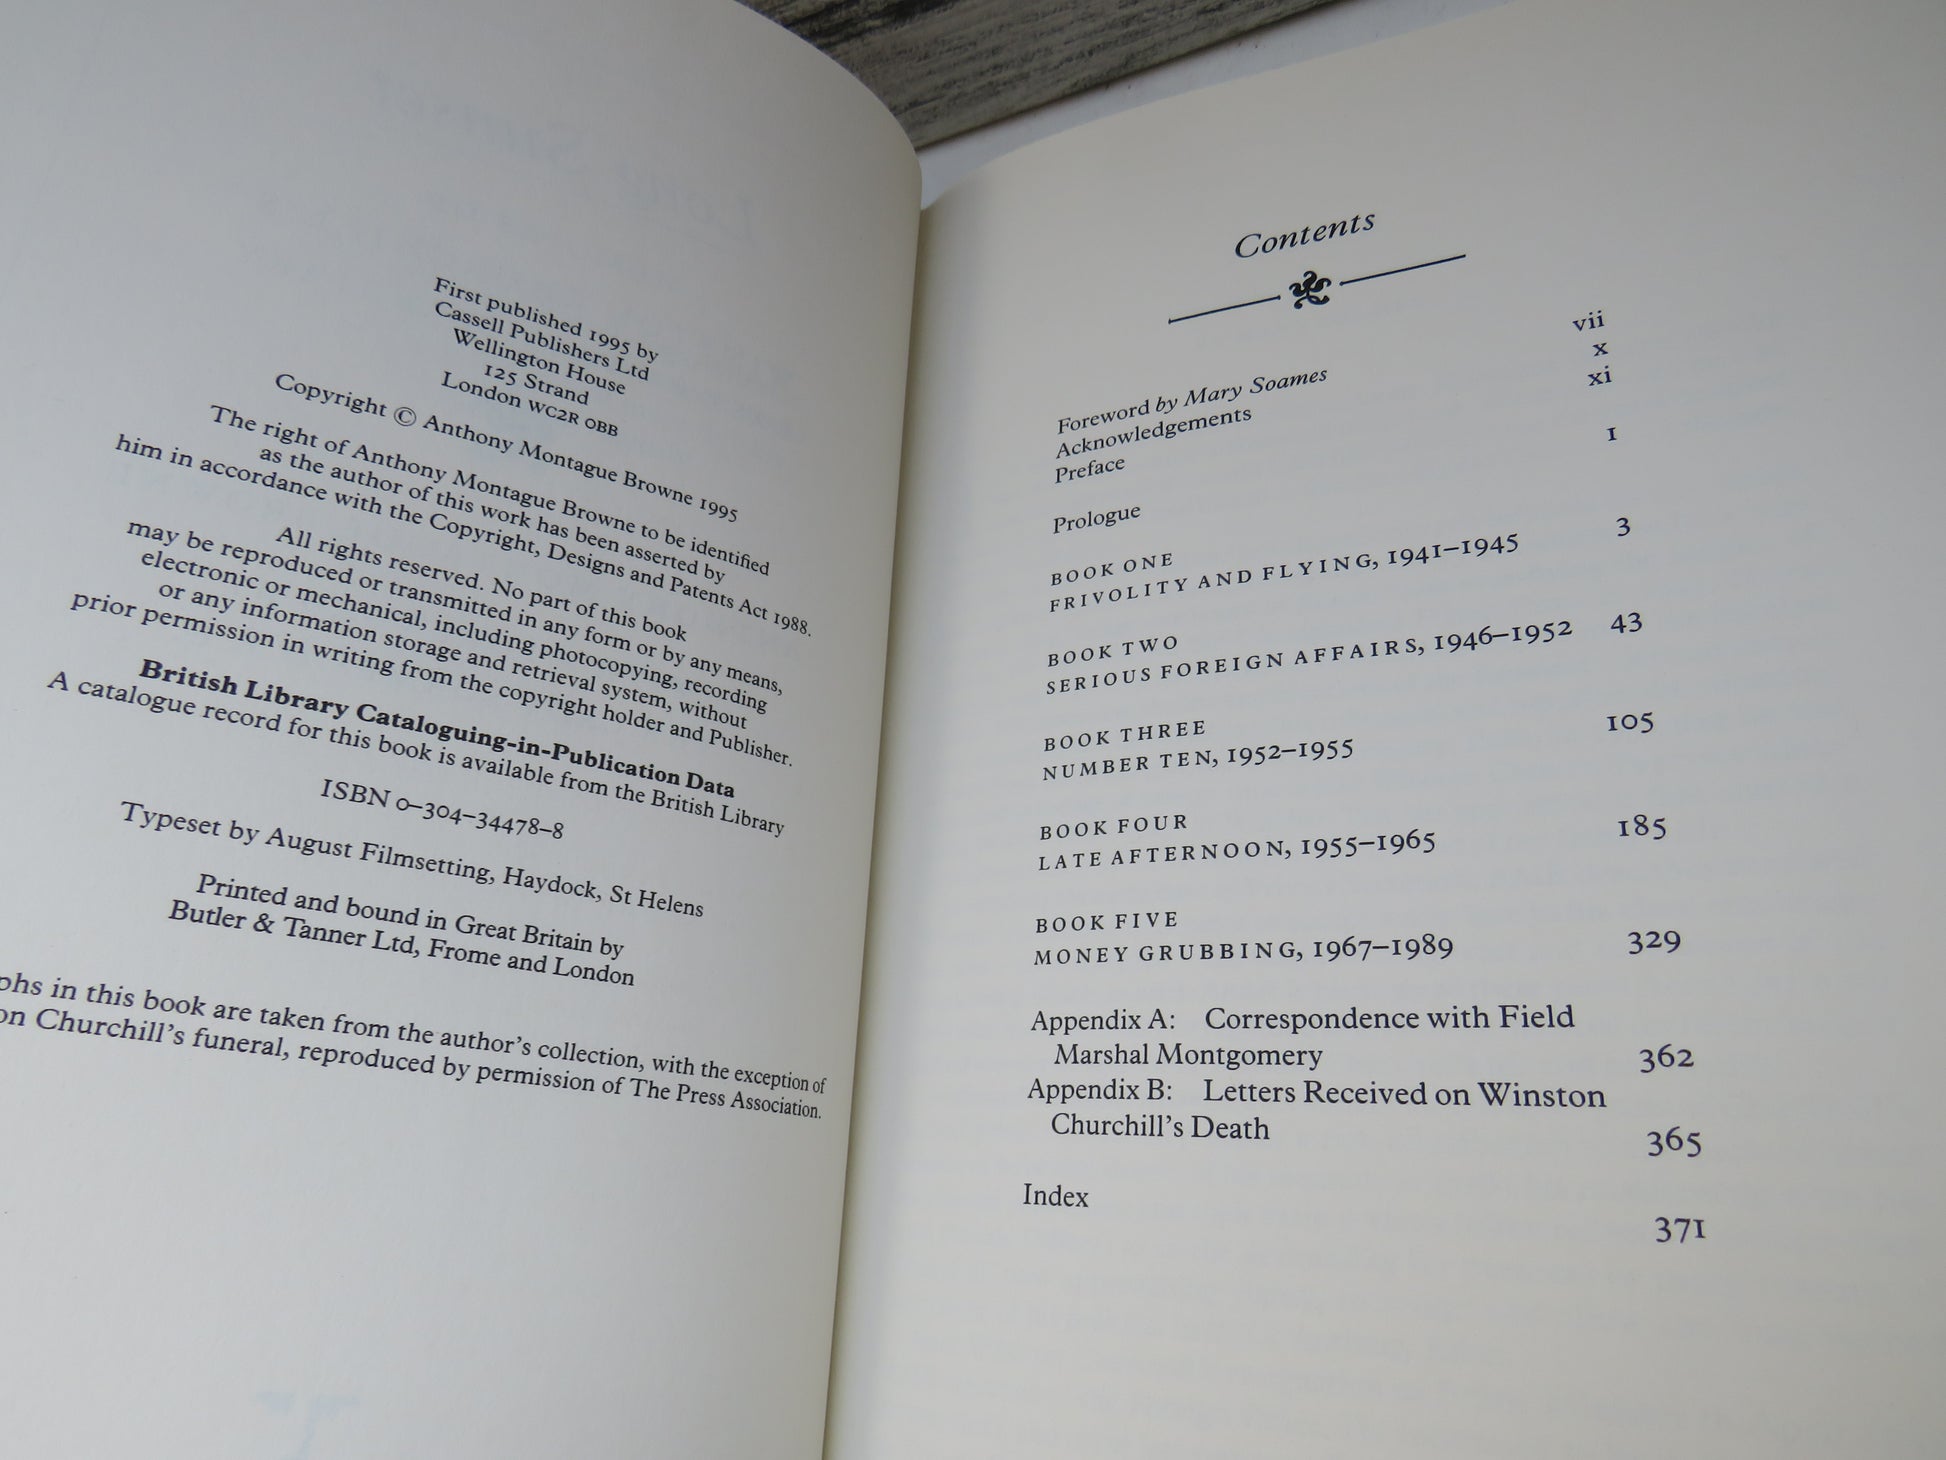 First published 1995 by
Cassell Publishers Ltd
Wellington House
125 Strand
London WC2R 0BB
Copyright © Anthony Montague Browne 1995
The right of Anthony Montague Browne to be identified
as the author of this work has been asserted by
him in accordance with the Copyright, Designs and Patents Act 1988.
All rights reserved. No part of this book
may be reproduced or transmitted in any form or by any means,
electronic or mechanical, including photocopying, recording
or any information storage and retrieval system, without
prior permission in writing from the copyright holder and Publisher.
British Library Cataloguing-in-Publication Data
A catalogue record for this book is available from the British Library
ISBN 0–304–34478–8
Typeset by August Filmsetting, Haydock, St Helens
Printed and bound in Great Britain by
Butler & Tanner Ltd, Frome and London
in this book are taken from the author's collection, with the exception of
Churchill's funeral, reproduced by permission of The Press Association.
Contents
Foreword by Mary Soames vii
Acknowledgements x
Preface xi
Prologue 1
BOOK ONE
FRIVOLITY AND FLYING, 1941–1945 3
BOOK TWO
SERIOUS FOREIGN AFFAIRS, 1946–1952 43
BOOK THREE
NUMBER TEN, 1952–1955 105
BOOK FOUR
LATE AFTERNOON, 1955–1965 185
BOOK FIVE
MONEY GRUBBING, 1967–1989 329
Appendix A: Correspondence with Field
Marshal Montgomery 362
Appendix B: Letters Received on Winston
Churchill's Death 365
Index 371